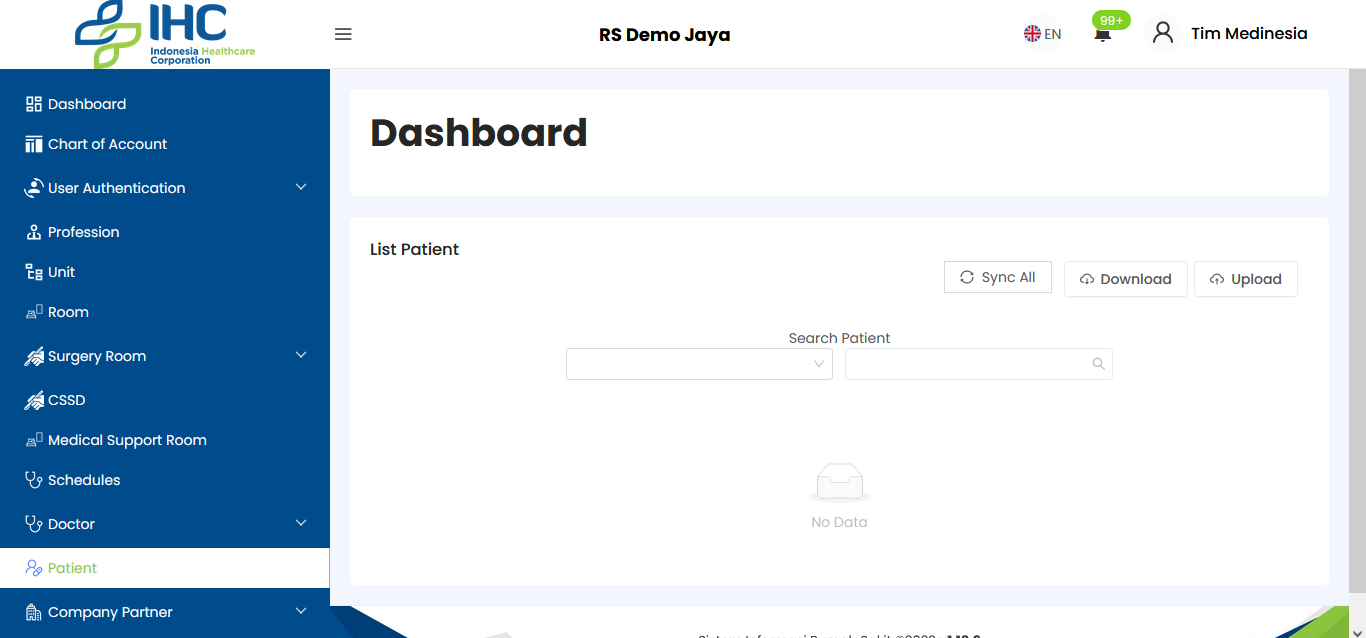 IHC
Indonesia Healthcare
Corporation
RS Demo Jaya
EN
99+
Tim Medinesia
Dashboard
Chart of Account
User Authentication
Profession
Unit
Room
Surgery Room
CSSD
Medical Support Room
Schedules
Doctor
Patient
Company Partner
Dashboard
List Patient
Sync All
Download
Upload
Search Patient
No Data